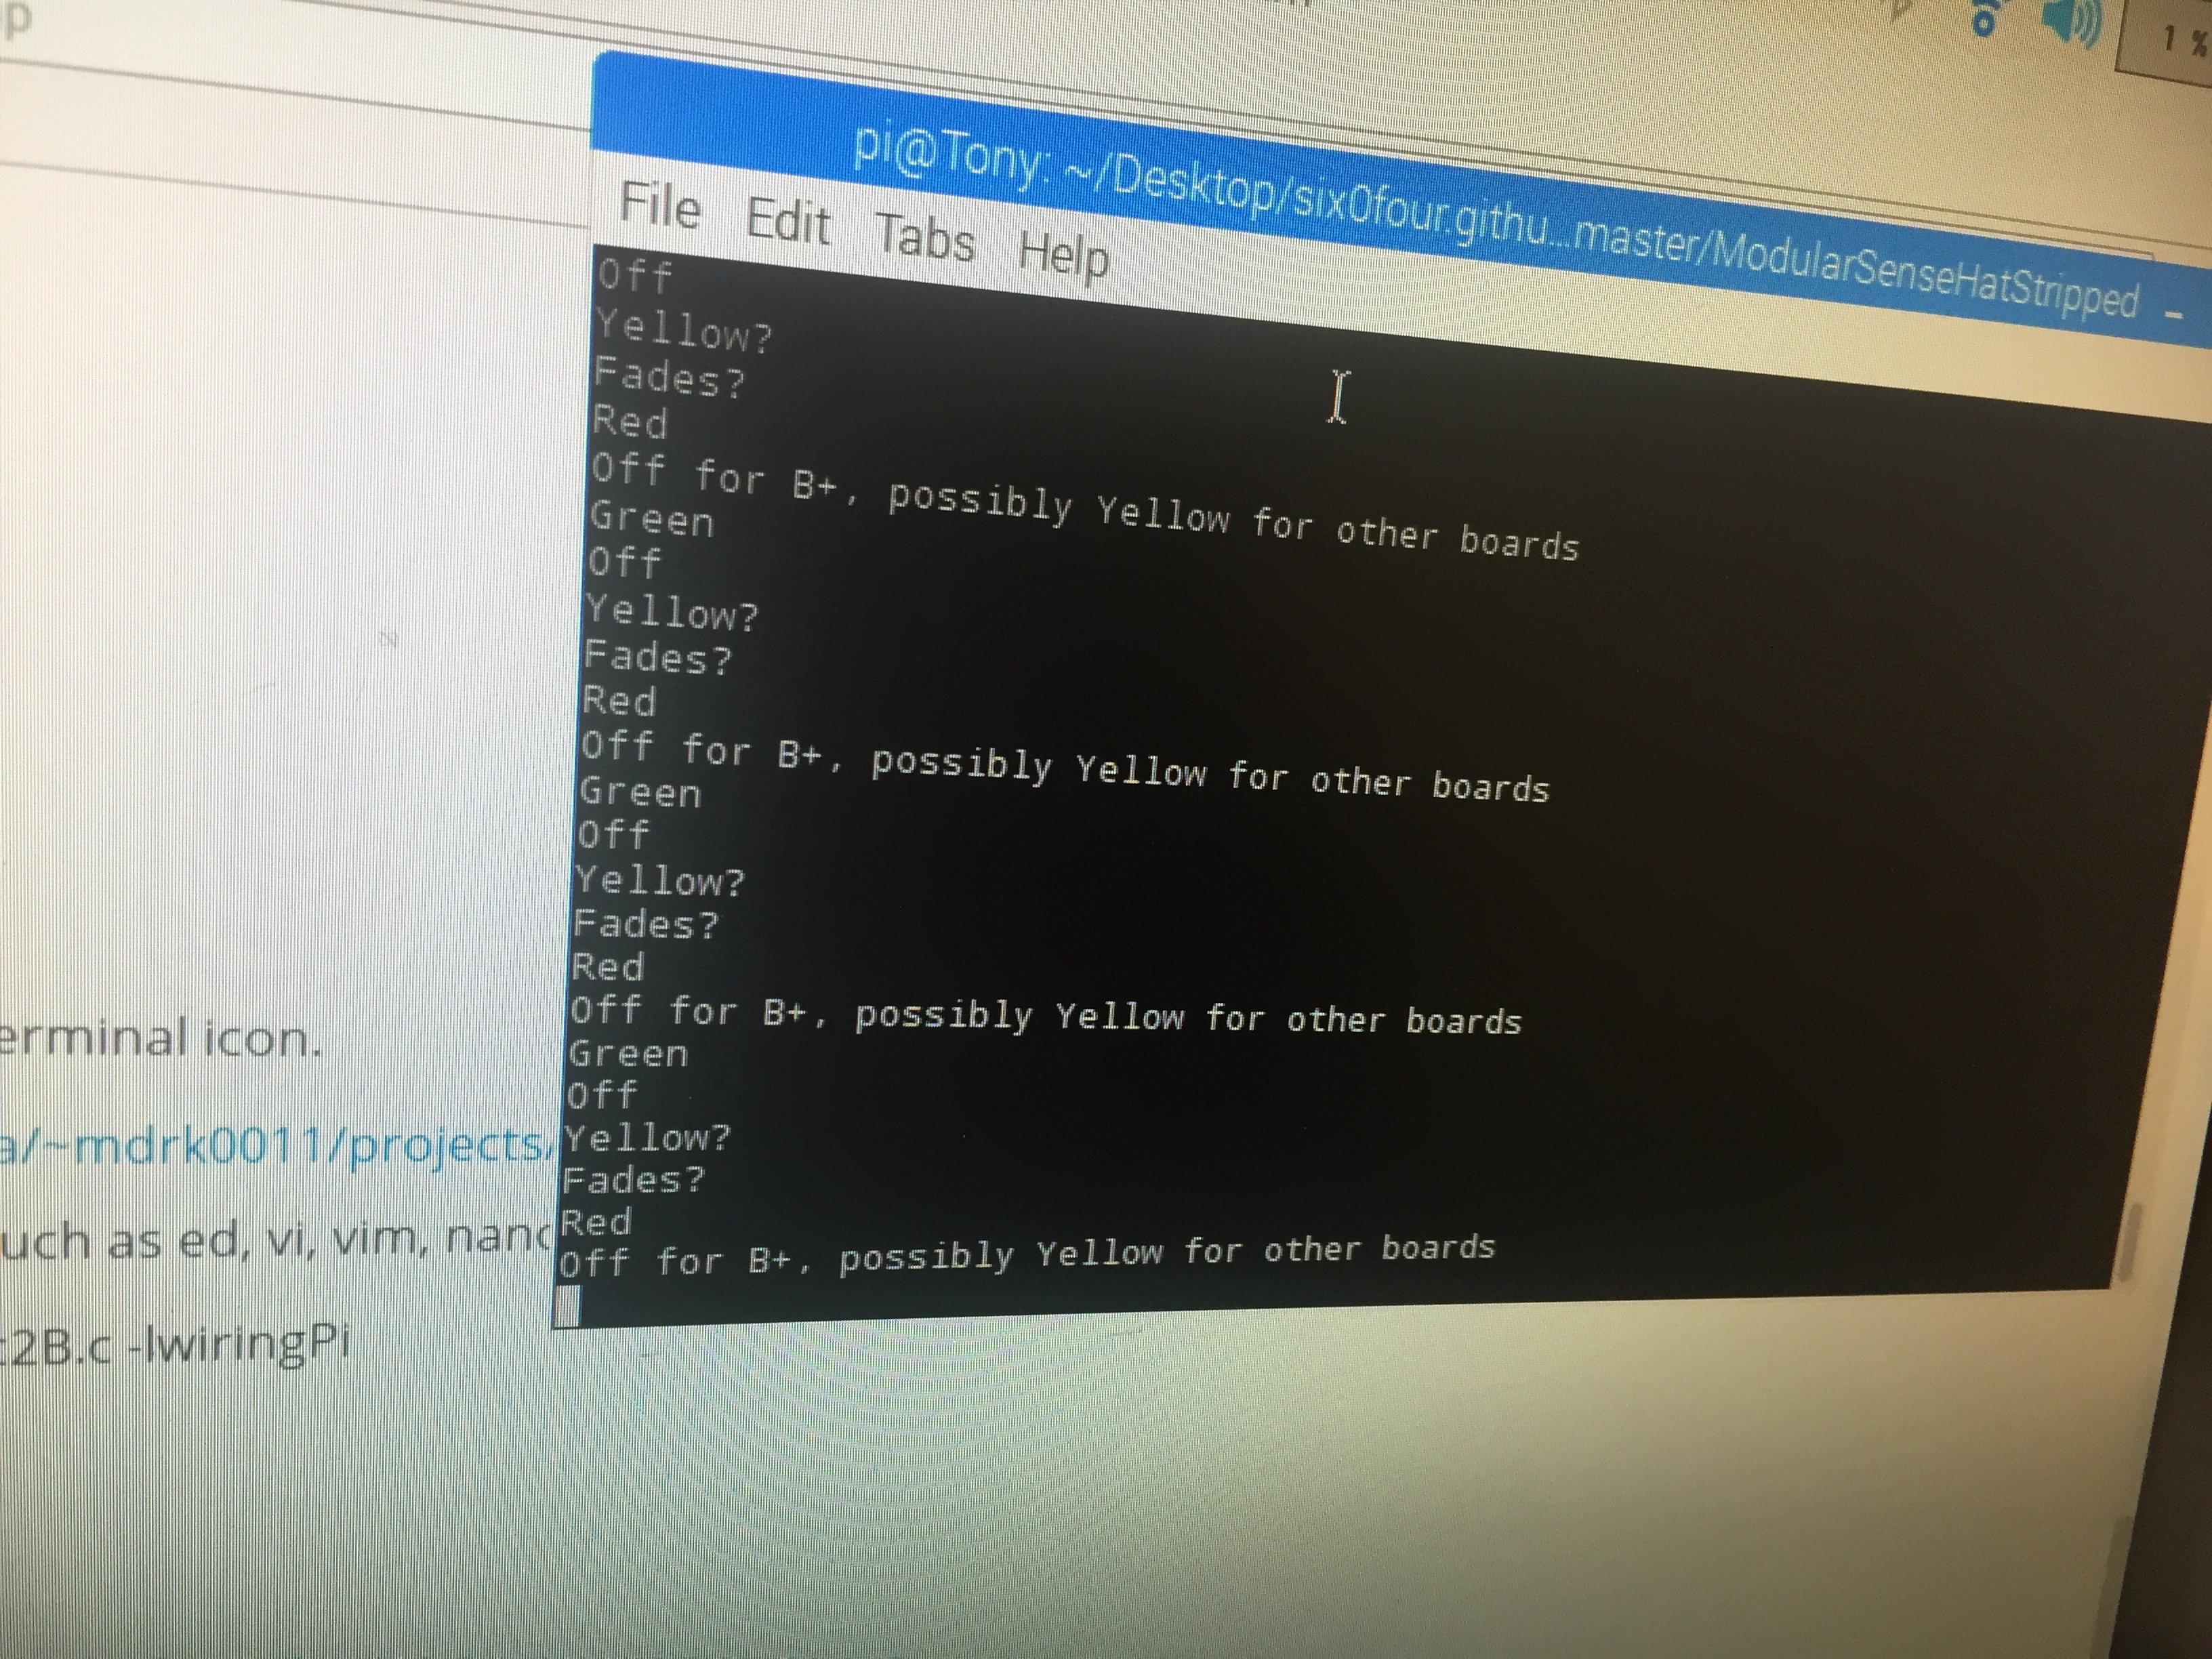 p
1 %
pi@Tony: ~/Desktop/six0four.githu...master/ModularSenseHatStripped
File Edit Tabs Help
Off
Yellow?
Fades?
Red
Off for B+, possibly Yellow for other boards
Green
Off
Yellow?
Fades?
Red
Off for B+, possibly Yellow for other boards
Green
Off
Yellow?
Fades?
Red
Off for B+, possibly Yellow for other boards
Green
Off
Yellow?
Fades?
Red
Off for B+, possibly Yellow for other boards
erminal icon.
a/~mdrk0011/projects/
uch as ed, vi, vim, nano
2B.c -lwiringPi